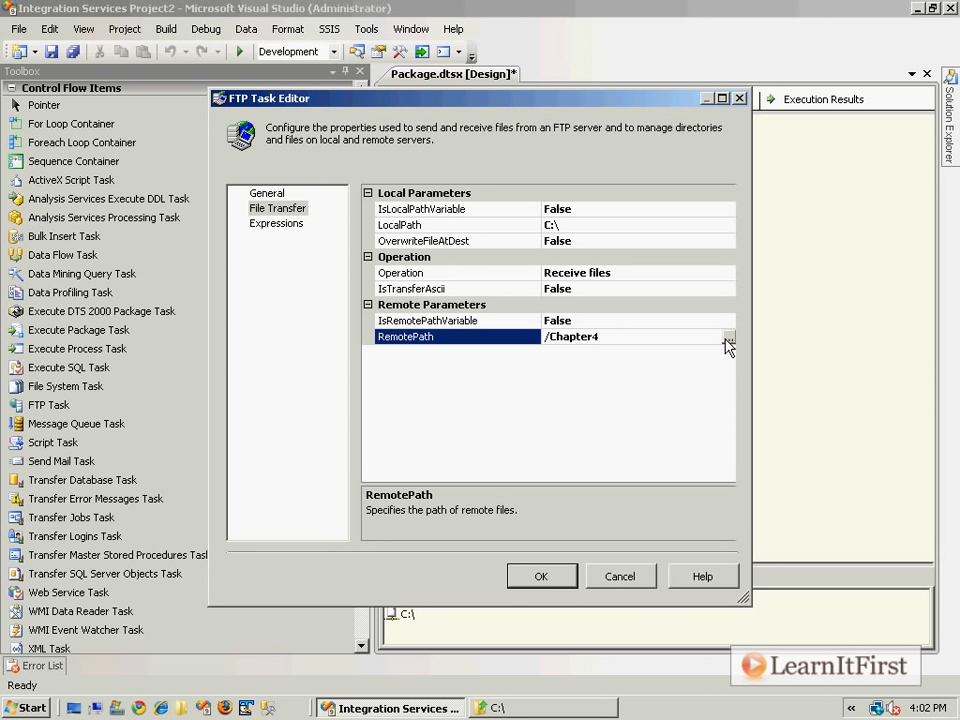 Integration Services Project2 - Microsoft Visual Studio (Administrator)
File Edit View Project Build Debug Data Format SSIS Tools Window Help
Development
Toolbox
Control Flow Items
Pointer
For Loop Container
Foreach Loop Container
Sequence Container
ActiveX Script Task
Analysis Services Execute DDL Task
Analysis Services Processing Task
Bulk Insert Task
Data Flow Task
Data Mining Query Task
Data Profiling Task
Execute DTS 2000 Package Task
Execute Package Task
Execute Process Task
Execute SQL Task
File System Task
FTP Task
Message Queue Task
Script Task
Send Mail Task
Transfer Database Task
Transfer Error Messages Task
Transfer Jobs Task
Transfer Logins Task
Transfer Master Stored Procedures Tas
Transfer SQL Server Objects Task
Web Service Task
WMI Data Reader Task
WMI Event Watcher Task
XML Task
Error List
Ready
Package.dtsx [Design]*
Execution Results
Solution Explorer
FTP Task Editor
Configure the properties used to send and receive files from an FTP server and to manage directories
and files on local and remote servers.
General
File Transfer
Expressions
Local Parameters
IsLocalPathVariable False
LocalPath C:\
OverwriteFileAtDest False
Operation
Operation Receive files
IsTransferAscii False
Remote Parameters
IsRemotePathVariable False
RemotePath /Chapter4 ...
RemotePath
Specifies the path of remote files.
OK Cancel Help
C:\
LearnItFirst
Start Integration Services ... C:\ « 4:02 PM